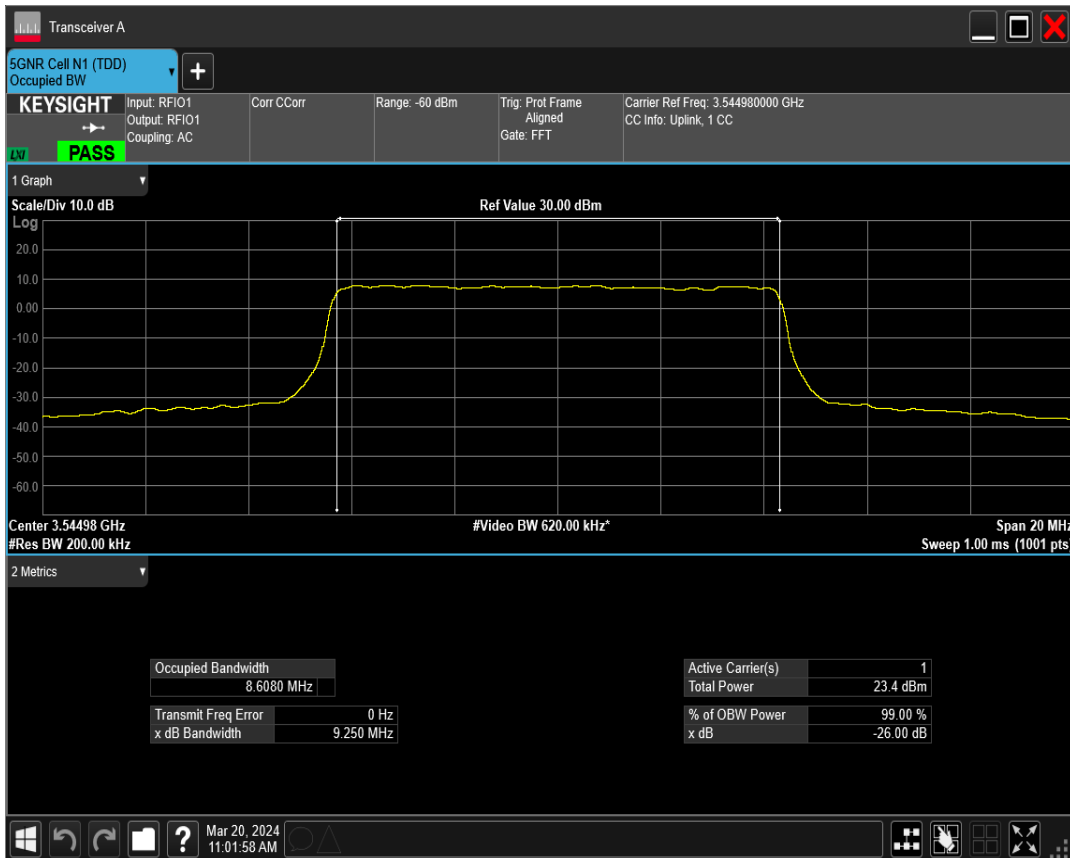 Transceiver A
5GNR Cell N1 (TDD)
Occupied BW
+
KEYSIGHT
LXI
PASS
Input: RFIO1
Output: RFIO1
Coupling: AC
Corr CCorr
Range: -60 dBm
Trig: Prot Frame
Aligned
Gate: FFT
Carrier Ref Freq: 3.544980000 GHz
CC Info: Uplink, 1 CC
1 Graph
Scale/Div 10.0 dB
Ref Value 30.00 dBm
Log
20.0
10.0
0.00
-10.0
-20.0
-30.0
-40.0
-50.0
-60.0
Center 3.54498 GHz
#Video BW 620.00 kHz*
Span 20 MHz
#Res BW 200.00 kHz
Sweep 1.00 ms (1001 pts)
2 Metrics
Occupied Bandwidth
8.6080 MHz
Transmit Freq Error 0 Hz
x dB Bandwidth 9.250 MHz
Active Carrier(s) 1
Total Power 23.4 dBm
% of OBW Power 99.00 %
x dB -26.00 dB
?
Mar 20, 2024
11:01:58 AM